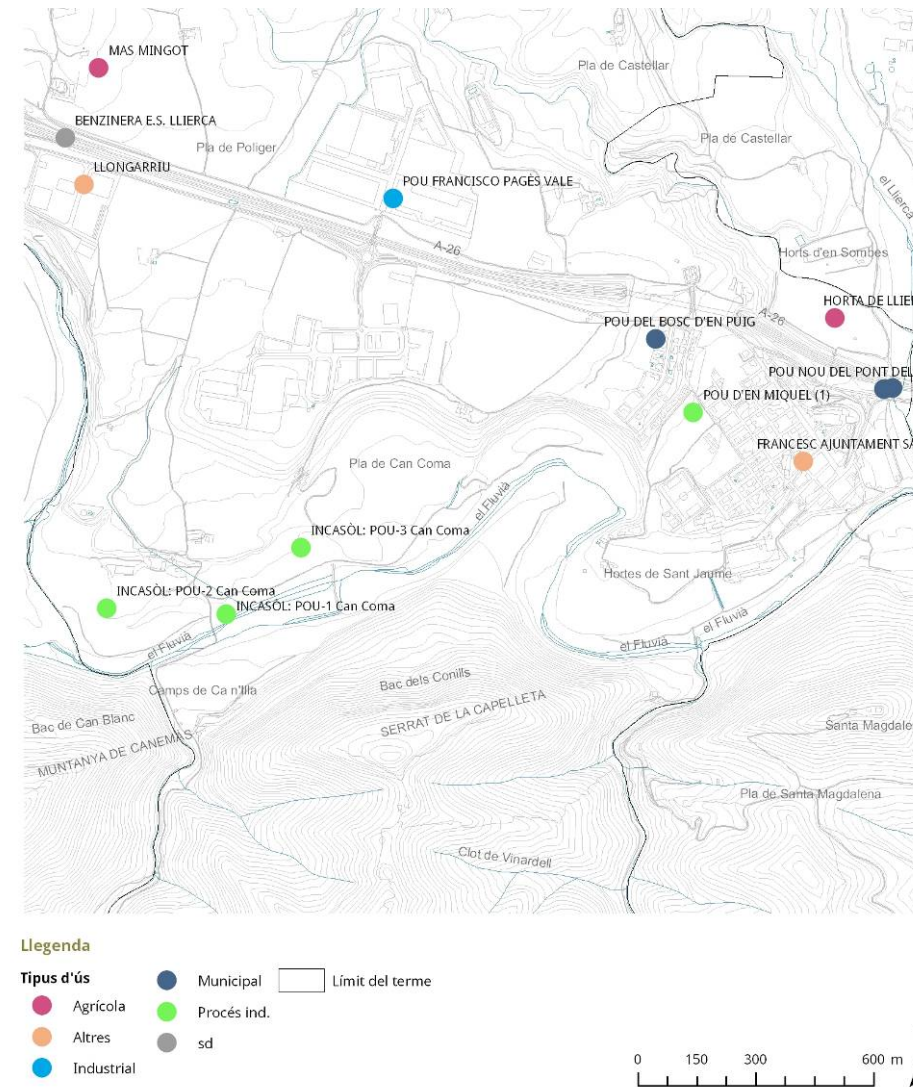 MAS MINGOT
Pla de Castellar
BENZINERA E.S. LLIERCA
Pla de Castellar
Pla de Poliger
LLONGARRIU
POU FRANCISCO PAGÈS VALE
el Llierca
A-26
Horts d'en Sombes
HORTA DE LLIE
A-26
POU DEL BOSC D'EN PUIG
POU NOU DEL PONT DEL
POU D'EN MIQUEL (1)
FRANCESC AJUNTAMENT SA
Pla de Can Coma
el Fluvià
INCASÒL: POU-3 Can Coma
Hortes de Sant Jaume
INCASÒL: POU-2 Can Coma
INCASÒL: POU-1 Can Coma
el Fluvià
el Fluvià
el Fluvià
Bac dels Conills
Camps de Ca n'Illa
SERRAT DE LA CAPELLETA
Bac de Can Blanc
Santa Magdale
MUNTANYA DE CANEMÀS
Pla de Santa Magdalena
Clot de Vinardell
Llegenda
Tipus d'ús
Agrícola
Altres
Industrial
Municipal
Procés ind.
sd
Límit del terme
0 150 300 600 m